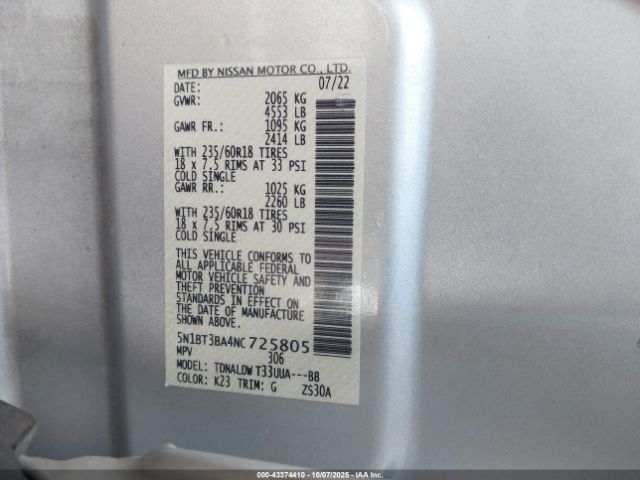 MFD BY NISSAN MOTOR CO., LTD.
DATE: 07/22
GVWR: 2065 KG
4553 LB
GAWR FR.: 1095 KG
2414 LB
WITH 235/60R18 TIRES
18 x 7.5 RIMS AT 33 PSI
COLD SINGLE
GAWR RR.: 1025 KG
2260 LB
WITH 235/60R18 TIRES
18 x 7.5 RIMS AT 30 PSI
COLD SINGLE
THIS VEHICLE CONFORMS TO
ALL APPLICABLE FEDERAL
MOTOR VEHICLE SAFETY AND
THEFT PREVENTION
STANDARDS IN EFFECT ON
THE DATE OF MANUFACTURE
SHOWN ABOVE.
5N1BT3BA4NC725805
MPV 306
MODEL: TDNALDW T33UUA---BB
COLOR: K23 TRIM: G ZS30A
000-43374410 - 10/07/2025 - IAAI, Inc.